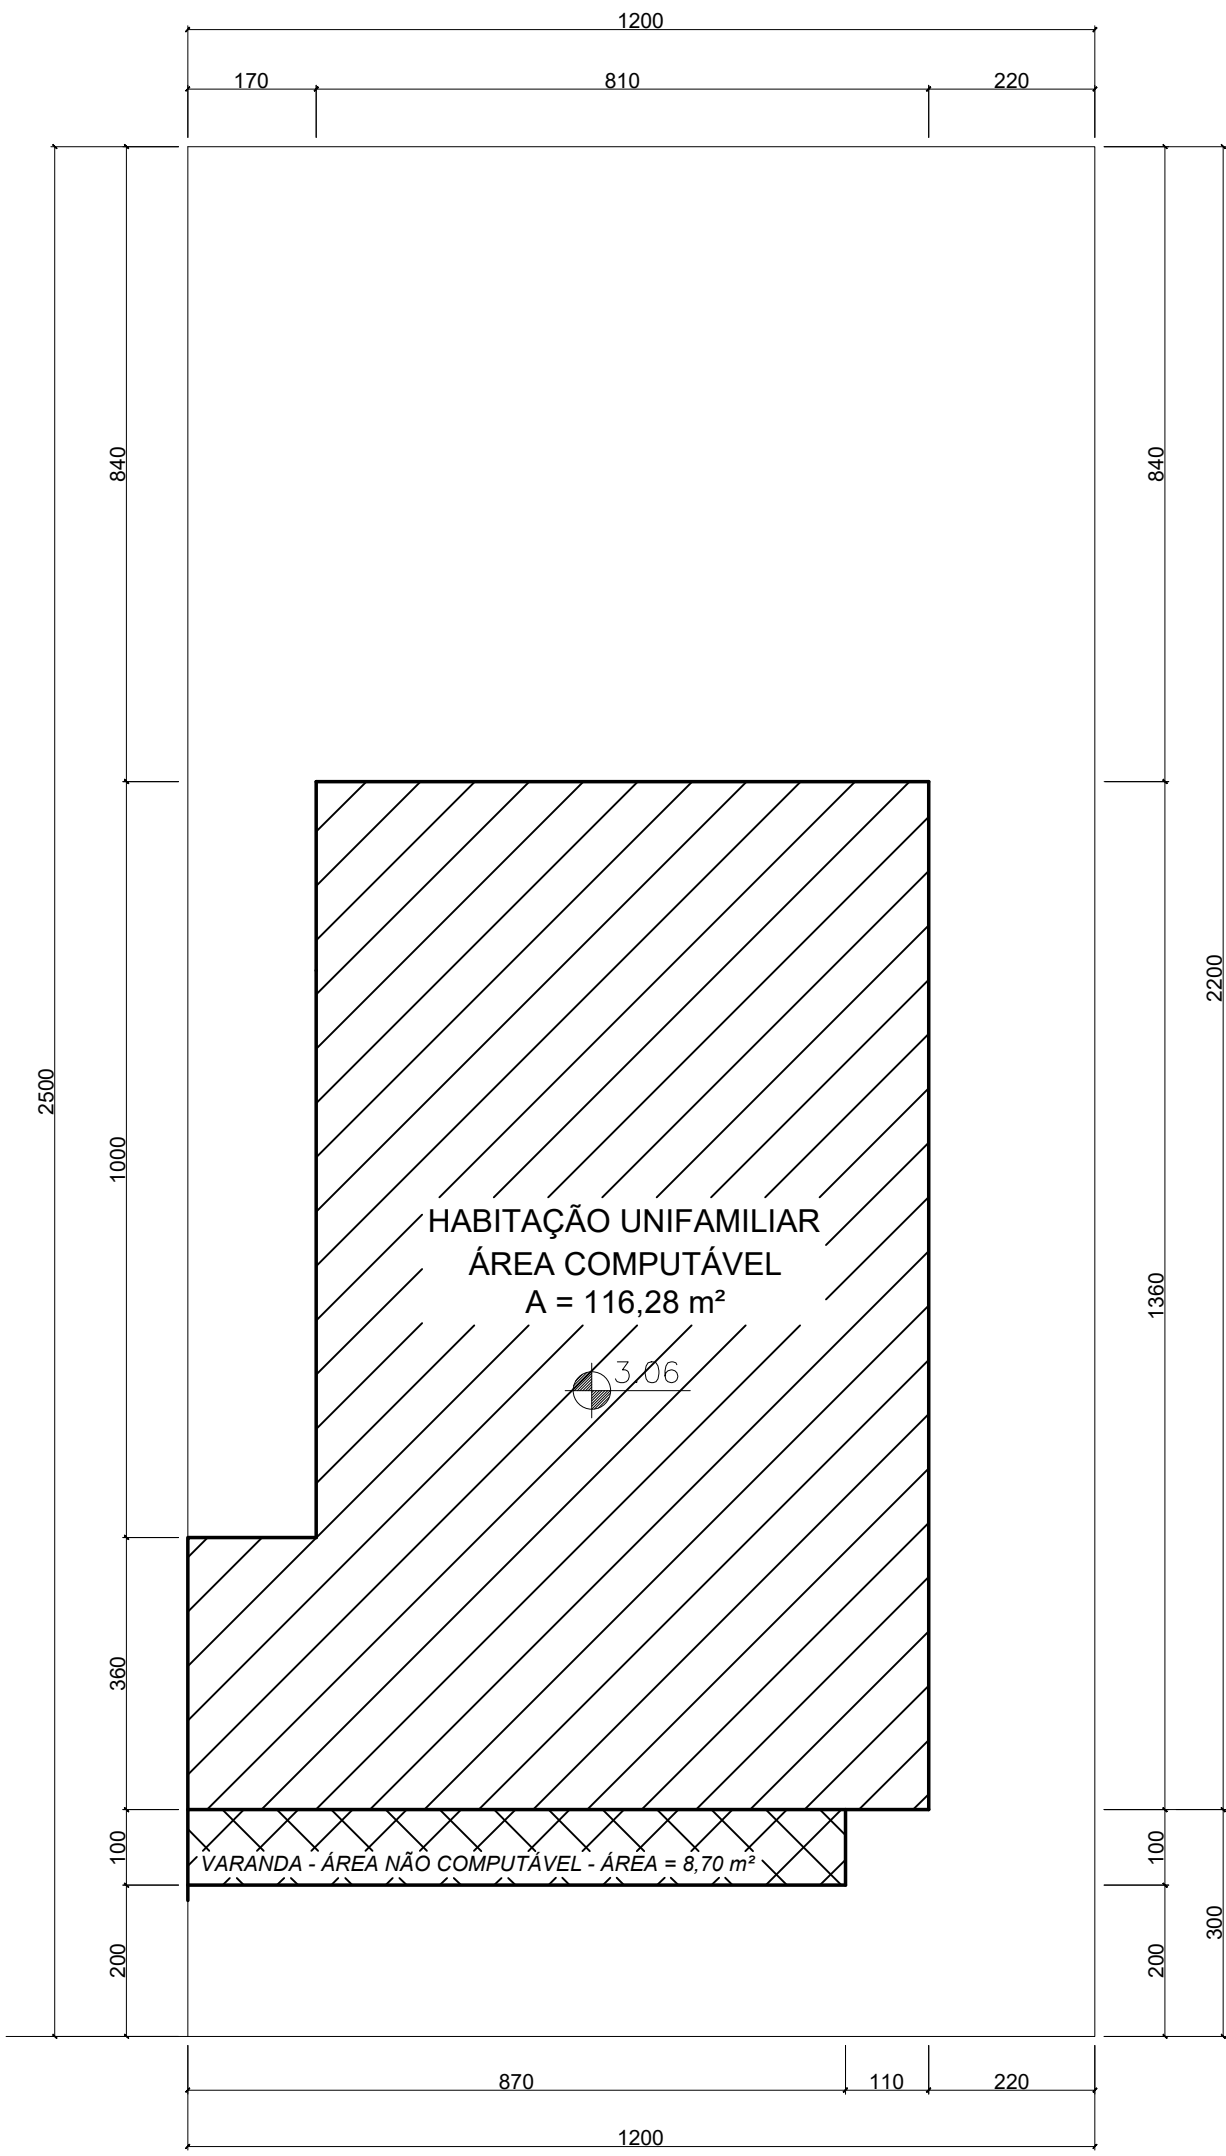 1200
170 810 220
840 840
2200
2500
1000
HABITAÇÃO UNIFAMILIAR
ÁREA COMPUTÁVEL
A = 116,28 m²
1360
3.06
360
100 VARANDA - ÁREA NÃO COMPUTÁVEL - ÁREA = 8,70 m² 100
200 200 300
870 110 220
1200